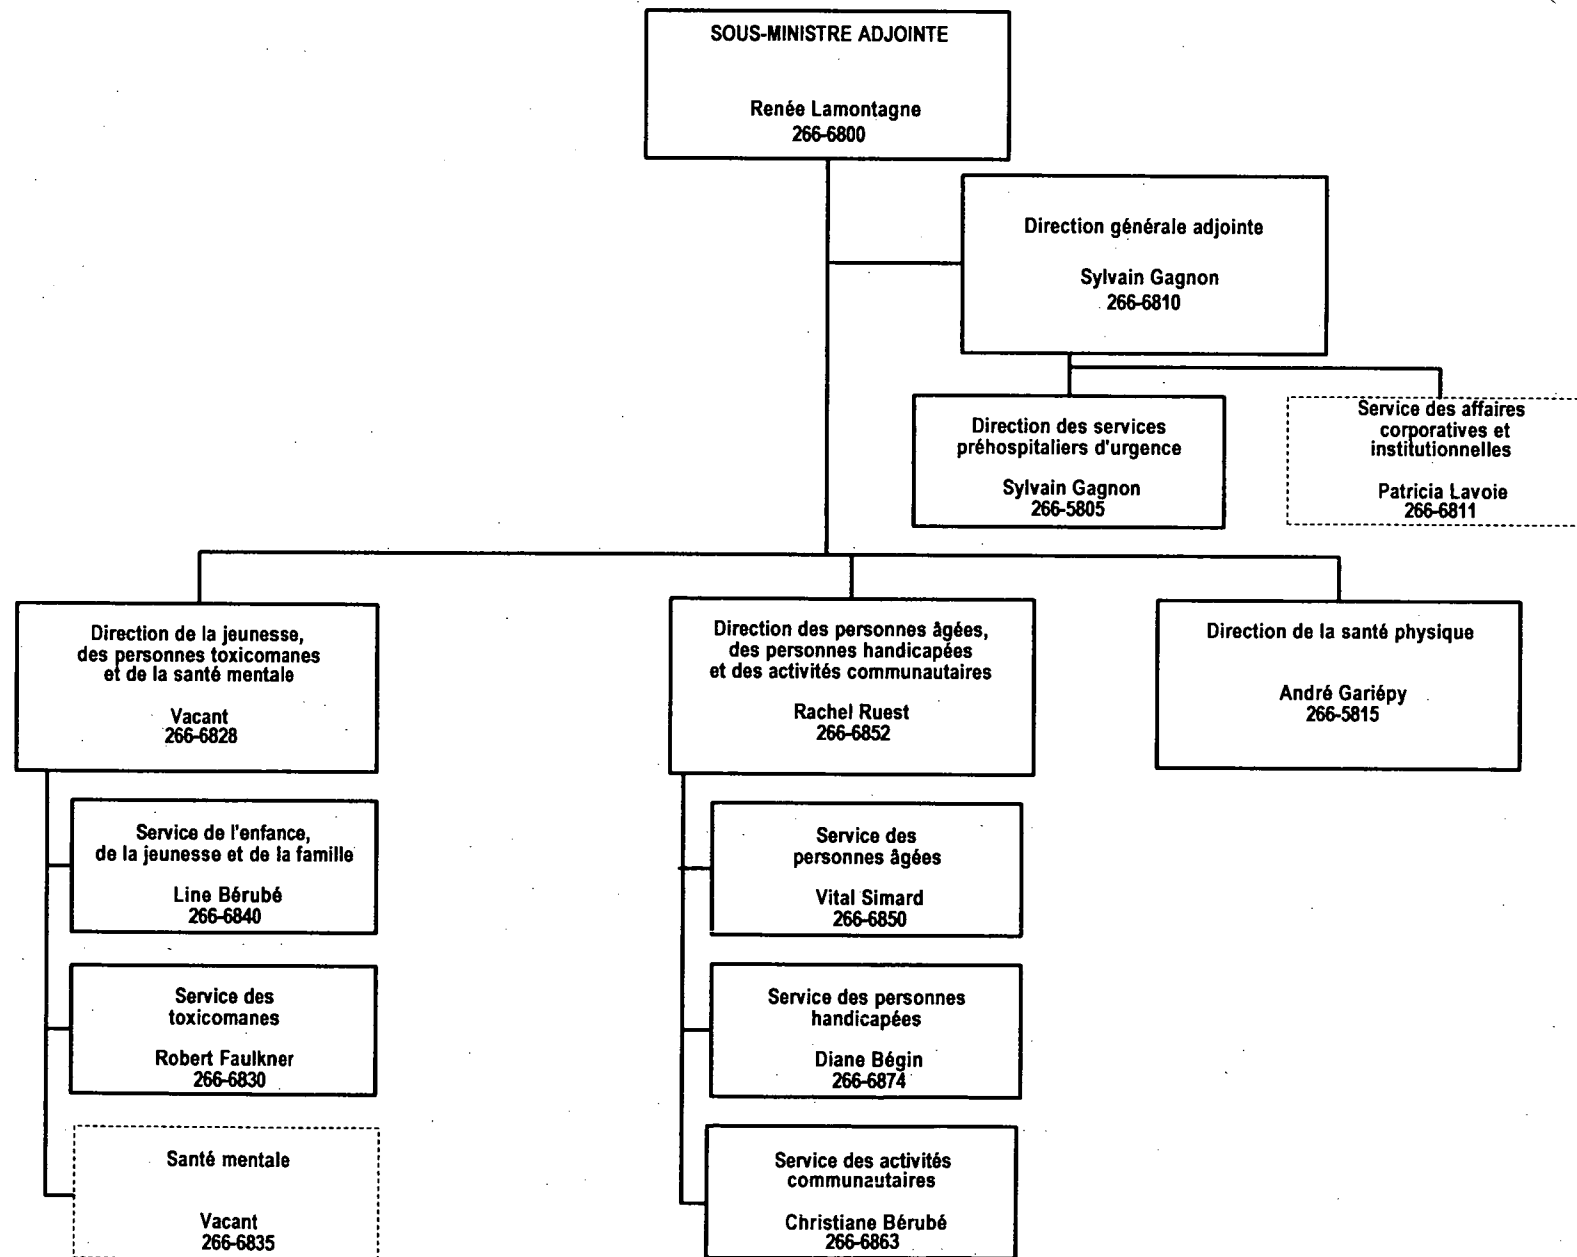 SOUS-MINISTRE ADJOINTE
Renée Lamontagne
266-6800
Direction générale adjointe
Sylvain Gagnon
266-6810
Direction des services
préhospitaliers d'urgence
Sylvain Gagnon
266-5805
Service des affaires
corporatives et
institutionnelles
Patricia Lavoie
266-6811
Direction de la jeunesse,
des personnes toxicomanes
et de la santé mentale
Vacant
266-6828
Service de l'enfance,
de la jeunesse et de la famille
Line Bérubé
266-6840
Service des
toxicomanes
Robert Faulkner
266-6830
Santé mentale
Vacant
266-6835
Direction des personnes âgées,
des personnes handicapées
et des activités communautaires
Rachel Ruest
266-6852
Service des
personnes âgées
Vital Simard
266-6850
Service des personnes
handicapées
Diane Bégin
266-6874
Service des activités
communautaires
Christiane Bérubé
266-6863
Direction de la santé physique
André Gariépy
266-5815